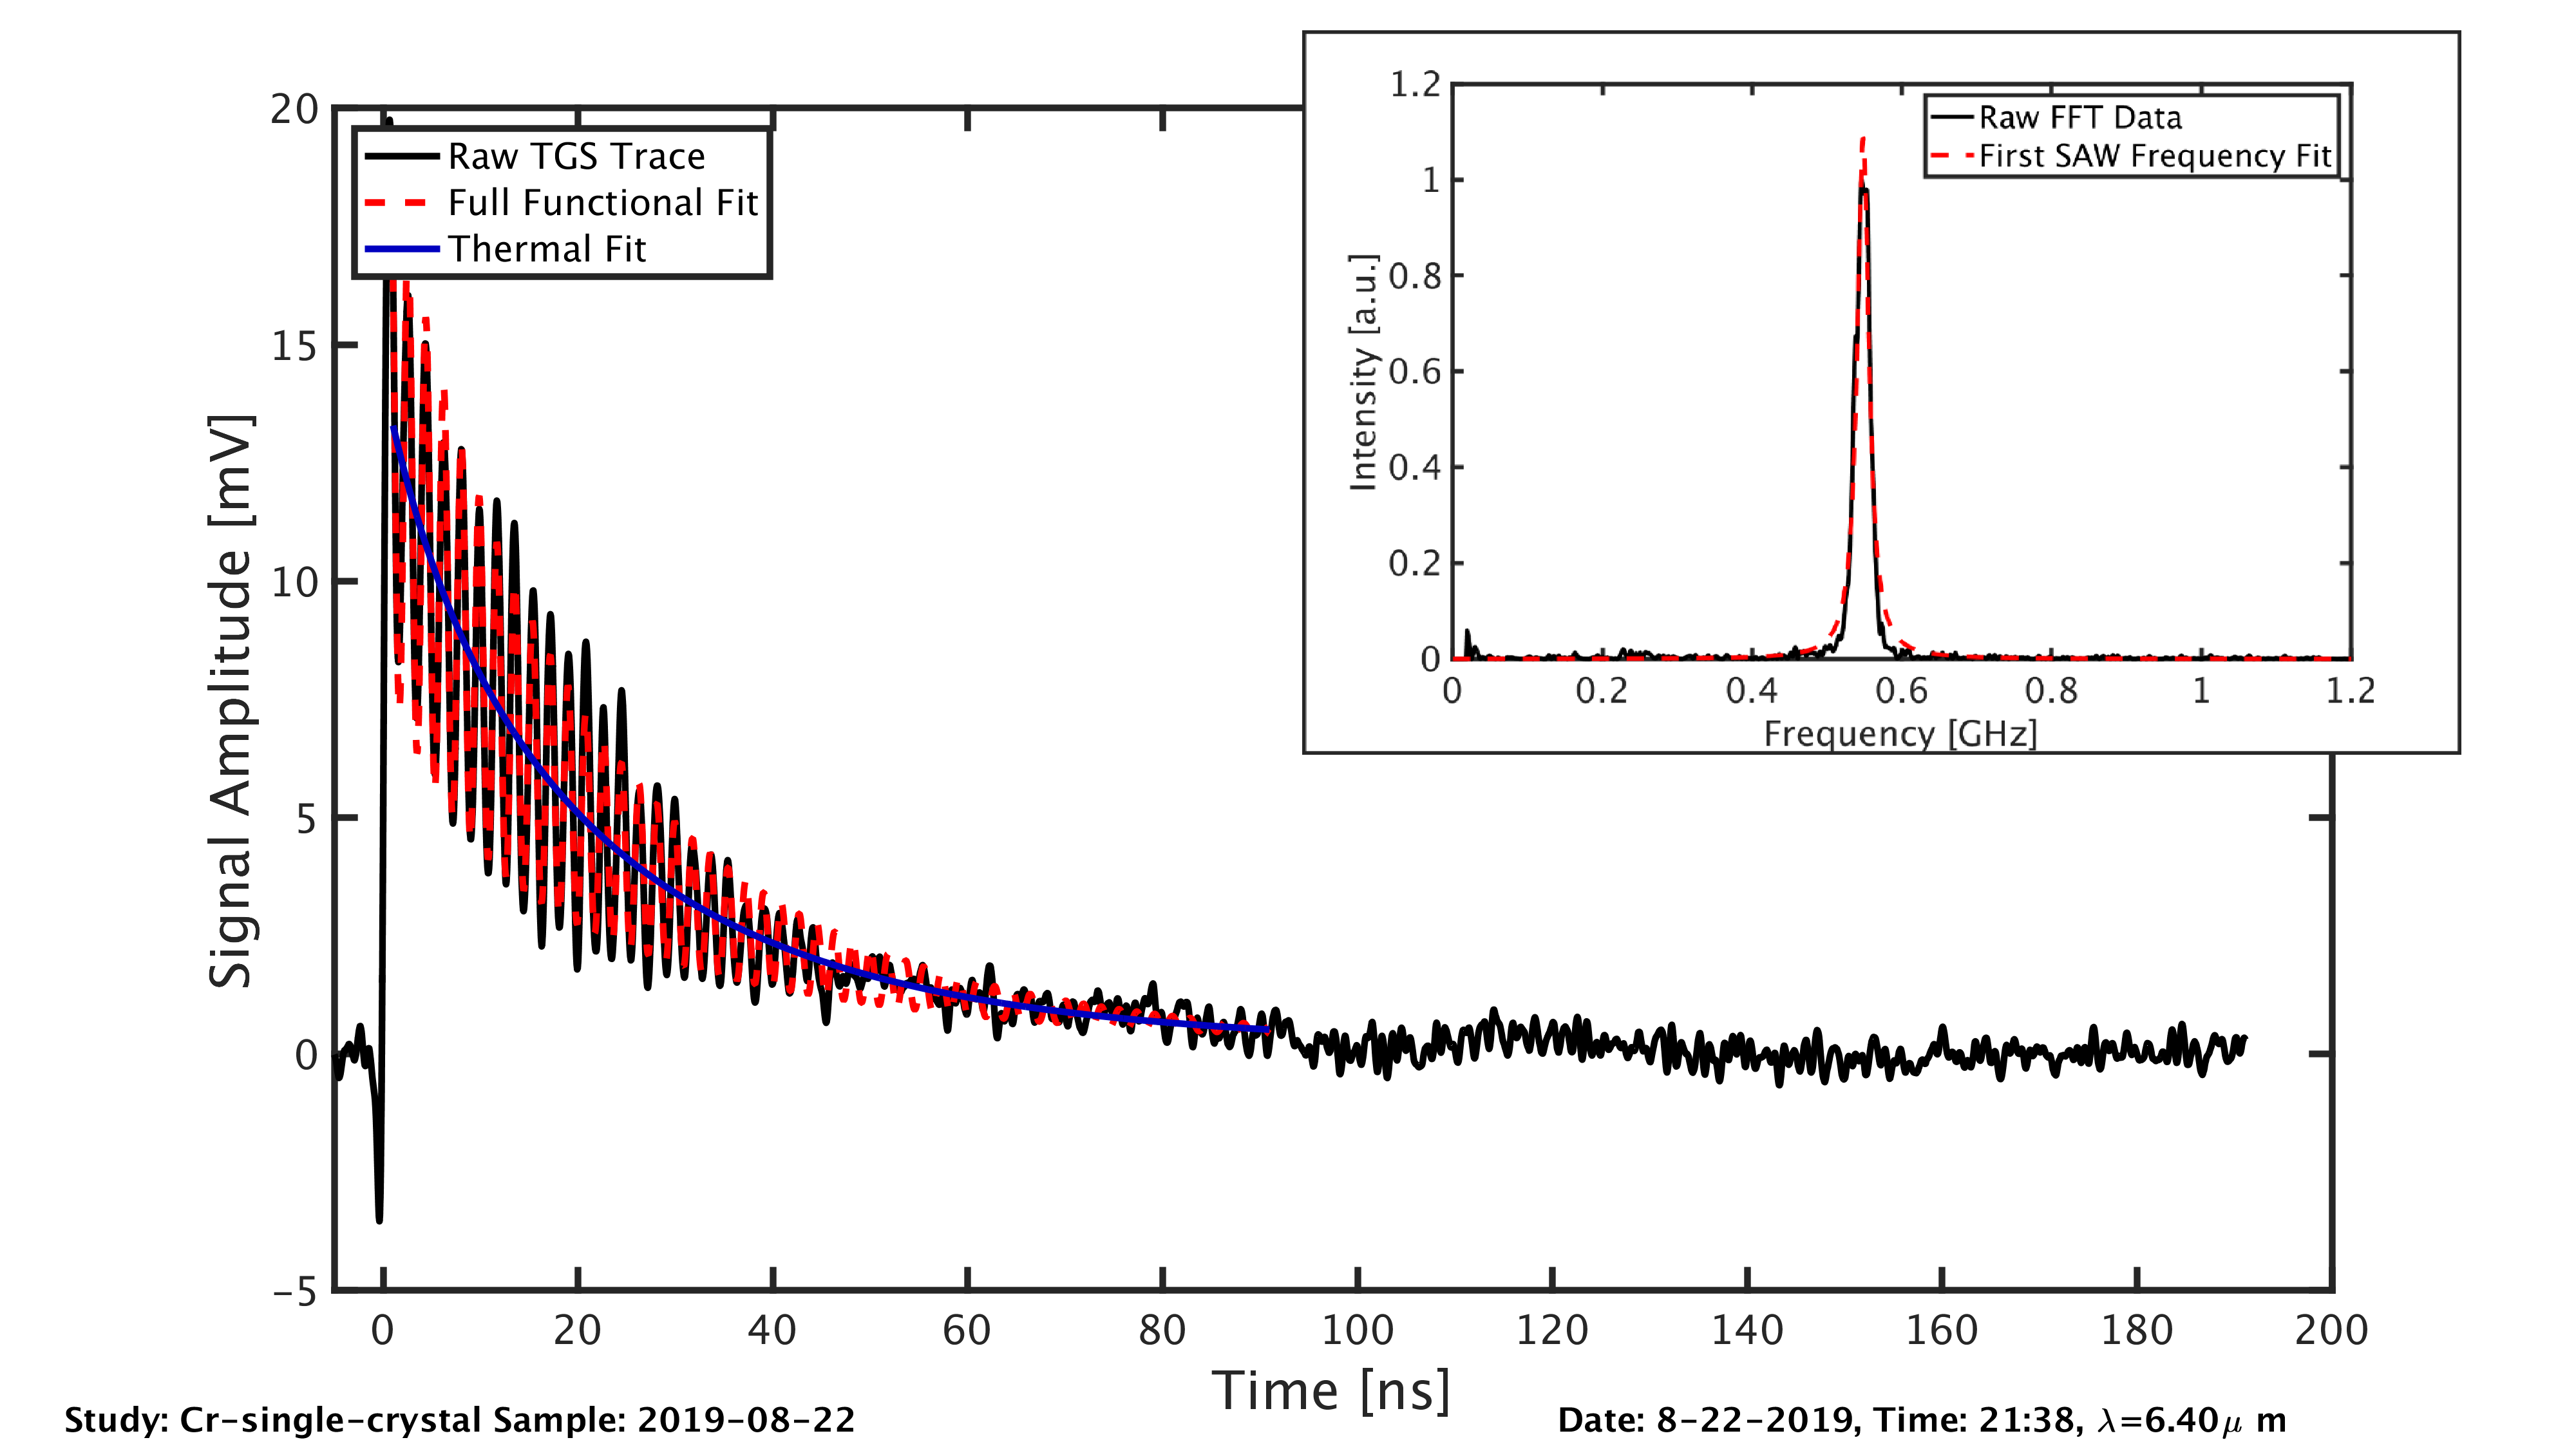 1.2
1
0.8
0.6
0.4
0.2
0
Intensity [a.u.]
Raw FFT Data
First SAW Frequency Fit
0 0.2 0.4 0.6 0.8 1 1.2
Frequency [GHz]
20
15
10
5
0
-5
Signal Amplitude [mV]
Raw TGS Trace
Full Functional Fit
Thermal Fit
0 20 40 60 80 100 120 140 160 180 200
Time [ns]
Study: Cr-single-crystal Sample: 2019-08-22
Date: 8-22-2019, Time: 21:38, λ=6.40μ m